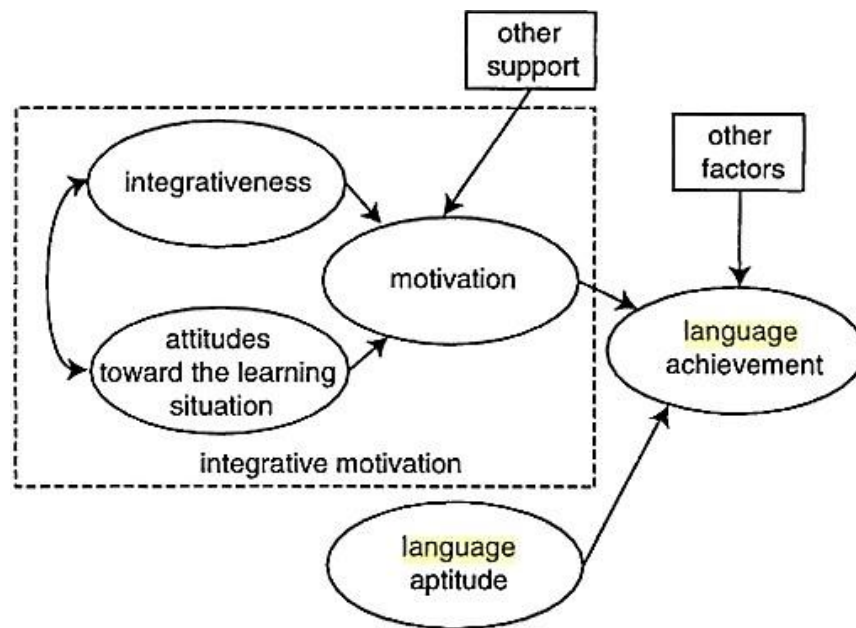 other
support
other
factors
integrativeness
motivation
attitudes
toward the learning
situation
language
achievement
integrative motivation
language
aptitude